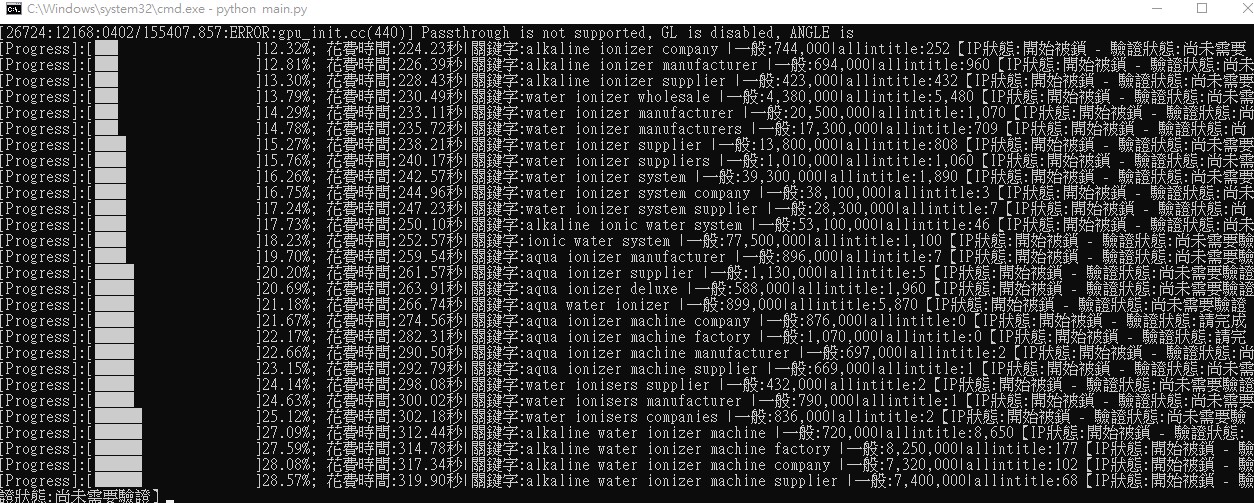 C:\Windows\system32\cmd.exe - python main.py
[26724:12168:0402/155407.857:ERROR:gpu_init.cc(440)] Passthrough is not supported, GL is disabled, ANGLE is
[Progress]:[ ]12.32%; 花費時間:224.23秒|關鍵字:alkaline ionizer company |一般:744,000|allintitle:252【IP狀態:開始被鎖 - 驗證狀態:尚未需要
[Progress]:[ ]12.81%; 花費時間:226.39秒|關鍵字:alkaline ionizer manufacturer |一般:694,000|allintitle:960【IP狀態:開始被鎖 - 驗證狀態:尚未
[Progress]:[ ]13.30%; 花費時間:228.43秒|關鍵字:alkaline ionizer supplier |一般:423,000|allintitle:432【IP狀態:開始被鎖 - 驗證狀態:尚未需要
[Progress]:[ ]13.79%; 花費時間:230.49秒|關鍵字:water ionizer wholesale |一般:4,380,000|allintitle:5,480【IP狀態:開始被鎖 - 驗證狀態:尚未需
[Progress]:[ ]14.29%; 花費時間:233.11秒|關鍵字:water ionizer manufacturer |一般:20,500,000|allintitle:1,070【IP狀態:開始被鎖 - 驗證狀態:尚
[Progress]:[ ]14.78%; 花費時間:235.72秒|關鍵字:water ionizer manufacturers |一般:17,300,000|allintitle:709【IP狀態:開始被鎖 - 驗證狀態:尚
[Progress]:[ ]15.27%; 花費時間:238.21秒|關鍵字:water ionizer supplier |一般:13,800,000|allintitle:808【IP狀態:開始被鎖 - 驗證狀態:尚未需要
[Progress]:[ ]15.76%; 花費時間:240.17秒|關鍵字:water ionizer suppliers |一般:1,010,000|allintitle:1,060【IP狀態:開始被鎖 - 驗證狀態:尚未需
[Progress]:[ ]16.26%; 花費時間:242.57秒|關鍵字:water ionizer system |一般:39,300,000|allintitle:1,890【IP狀態:開始被鎖 - 驗證狀態:尚未需要
[Progress]:[ ]16.75%; 花費時間:244.96秒|關鍵字:water ionizer system company |一般:38,100,000|allintitle:3【IP狀態:開始被鎖 - 驗證狀態:尚未
[Progress]:[ ]17.24%; 花費時間:247.23秒|關鍵字:water ionizer system supplier |一般:28,300,000|allintitle:7【IP狀態:開始被鎖 - 驗證狀態:尚
[Progress]:[ ]17.73%; 花費時間:250.10秒|關鍵字:alkaline ionic water system |一般:53,100,000|allintitle:46【IP狀態:開始被鎖 - 驗證狀態:尚未
[Progress]:[ ]18.23%; 花費時間:252.57秒|關鍵字:ionic water system |一般:77,500,000|allintitle:1,100【IP狀態:開始被鎖 - 驗證狀態:尚未需要驗
[Progress]:[ ]19.70%; 花費時間:259.54秒|關鍵字:aqua ionizer manufacturer |一般:896,000|allintitle:7【IP狀態:開始被鎖 - 驗證狀態:尚未需要驗
[Progress]:[ ]20.20%; 花費時間:261.57秒|關鍵字:aqua ionizer supplier |一般:1,130,000|allintitle:5【IP狀態:開始被鎖 - 驗證狀態:尚未需要驗證
[Progress]:[ ]20.69%; 花費時間:263.91秒|關鍵字:aqua ionizer deluxe |一般:588,000|allintitle:1,960【IP狀態:開始被鎖 - 驗證狀態:尚未需要驗
[Progress]:[ ]21.18%; 花費時間:266.74秒|關鍵字:aqua water ionizer |一般:899,000|allintitle:5,870【IP狀態:開始被鎖 - 驗證狀態:尚未需要驗證
[Progress]:[ ]21.67%; 花費時間:274.56秒|關鍵字:aqua ionizer machine company |一般:876,000|allintitle:0【IP狀態:開始被鎖 - 驗證狀態:請完成
[Progress]:[ ]22.17%; 花費時間:282.31秒|關鍵字:aqua ionizer machine factory |一般:1,070,000|allintitle:0【IP狀態:開始被鎖 - 驗證狀態:請完
[Progress]:[ ]22.66%; 花費時間:290.50秒|關鍵字:aqua ionizer machine manufacturer |一般:697,000|allintitle:2【IP狀態:開始被鎖 - 驗證狀態:尚
[Progress]:[ ]23.15%; 花費時間:292.79秒|關鍵字:aqua ionizer machine supplier |一般:669,000|allintitle:1【IP狀態:開始被鎖 - 驗證狀態:尚未需
[Progress]:[ ]24.14%; 花費時間:298.08秒|關鍵字:water ionisers supplier |一般:432,000|allintitle:2【IP狀態:開始被鎖 - 驗證狀態:尚未需要驗證
[Progress]:[ ]24.63%; 花費時間:300.02秒|關鍵字:water ionisers manufacturer |一般:790,000|allintitle:1【IP狀態:開始被鎖 - 驗證狀態:尚未需要
[Progress]:[ ]25.12%; 花費時間:302.18秒|關鍵字:water ionisers companies |一般:836,000|allintitle:2【IP狀態:開始被鎖 - 驗證狀態:尚未需要驗
[Progress]:[ ]27.09%; 花費時間:312.44秒|關鍵字:alkaline water ionizer machine |一般:720,000|allintitle:8,650【IP狀態:開始被鎖 - 驗證狀態:
[Progress]:[ ]27.59%; 花費時間:314.78秒|關鍵字:alkaline water ionizer machine factory |一般:8,250,000|allintitle:177【IP狀態:開始被鎖 - 驗
[Progress]:[ ]28.08%; 花費時間:317.34秒|關鍵字:alkaline water ionizer machine company |一般:7,320,000|allintitle:102【IP狀態:開始被鎖 - 驗
[Progress]:[ ]28.57%; 花費時間:319.90秒|關鍵字:alkaline water ionizer machine supplier |一般:7,400,000|allintitle:68【IP狀態:開始被鎖 - 驗
證狀態:尚未需要驗證】